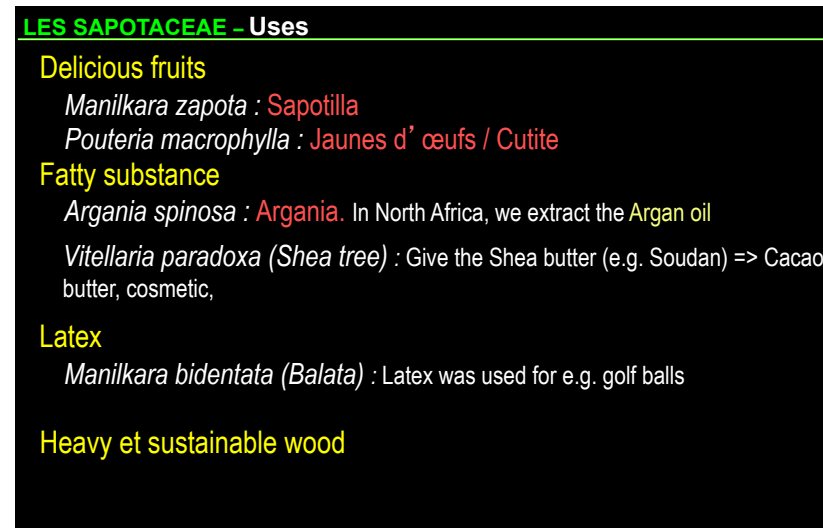 LES SAPOTACEAE – Uses
Delicious fruits
Manilkara zapota : Sapotilla
Pouteria macrophylla : Jaunes d’ œufs / Cutite
Fatty substance
Argania spinosa : Argania. In North Africa, we extract the Argan oil
Vitellaria paradoxa (Shea tree) : Give the Shea butter (e.g. Soudan) => Cacao
butter, cosmetic,
Latex
Manilkara bidentata (Balata) : Latex was used for e.g. golf balls
Heavy et sustainable wood